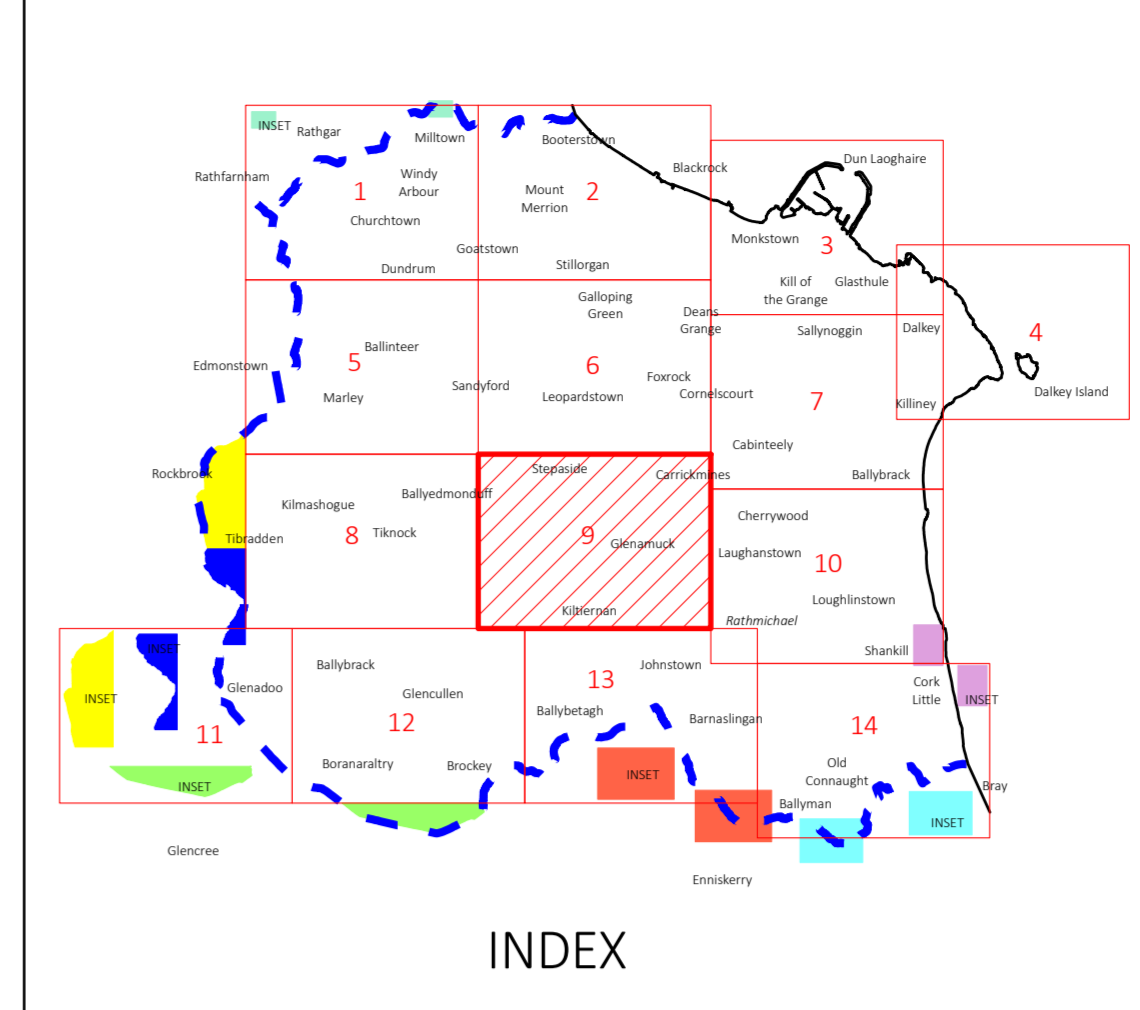 INSET
Rathgar
Milltown
Booterstown
Rathfarnham
Windy
Arbour
1
Mount
Merrion
2
Blackrock
Dun Laoghaire
Churchtown
Goatstown
Dundrum
Stillorgan
Monkstown
3
Kill of
the Grange
Glasthule
Galloping
Green
Deans
Grange
Sallynoggin
Dalkey
4
Dalkey Island
Edmonstown
Ballinteer
5
Marley
Sandyford
6
Leopardstown
Foxrock
Cornelscourt
7
Killiney
Cabinteely
Ballybrack
Rockbrook
Kilmashogue
Ballyedmonduff
Tibradden
8
Tiknock
Stepaside
Carrickmines
9
Glenamuck
Kiltiernan
Cherrywood
Laughanstown
10
Loughlinstown
Rathmichael
Shankill
INSET
INSET
Glenadoo
11
INSET
Ballybrack
Glencullen
12
Boranaraltry
Brockey
Johnstown
13
Ballybetagh
Barnaslingan
INSET
Cork
Little
INSET
14
Old
Connaught
Ballyman
INSET
Bray
Glencree
Enniskerry
INDEX